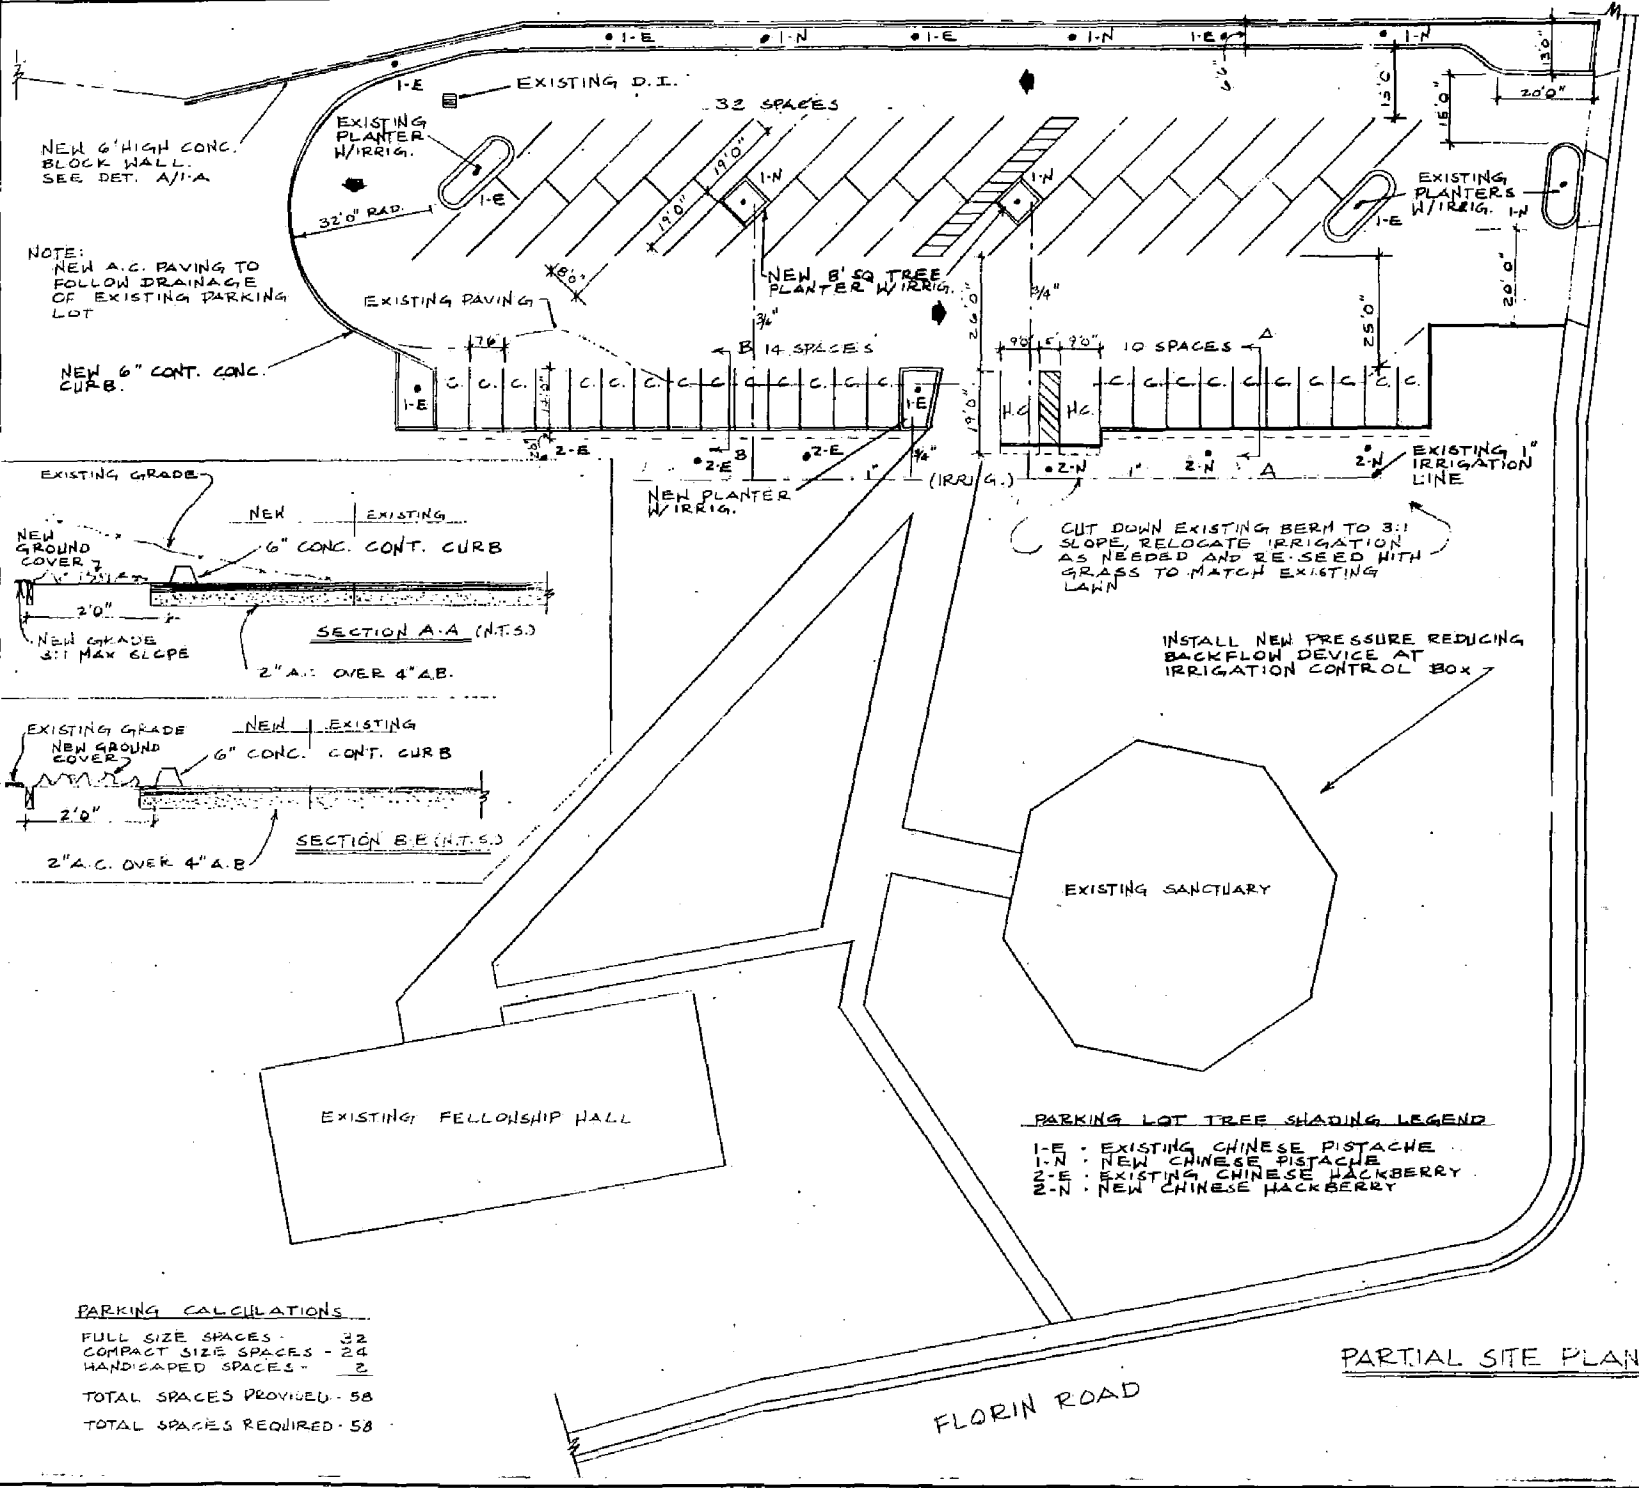 1-E
1-N
1-E
1-N
1-E
1-N
6'6"
13'0"
15'0"
15'0"
20'0"
1-E
EXISTING D.I.
32 SPACES
NEW 6' HIGH CONC.
BLOCK WALL.
SEE DET. A/1-A
EXISTING
PLANTER
W/IRRIG.
1-E
19'0"
19'0"
1-N
1-N
EXISTING
PLANTERS
W/IRRIG.
1-E
1-N
32'0" RAD.
NOTE:
NEW A.C. PAVING TO
FOLLOW DRAINAGE
OF EXISTING PARKING
LOT
8'0"
NEW 8' SQ TREE
PLANTER W/IRRIG.
EXISTING PAVING
3/4"
3/4"
26'0"
25'0"
20'0"
NEW 6" CONT. CONC.
CURB.
7'6"
B 14 SPACES
9'0" 5' 9'0"
10 SPACES
A
1-E
C. C. C. C. C. C. C. C. C. C. C. C. C. C.
1-E
19'0"
H.C.
H.C.
C. C. C. C. C. C. C. C. C. C.
2-E
2-E
B
2-E
3/4"
1"
(IRRIG.)
2-N
1"
2-N
A
2-N
EXISTING 1"
IRRIGATION
LINE
NEW PLANTER
W/IRRIG.
CUT DOWN EXISTING BERM TO 3:1
SLOPE, RELOCATE IRRIGATION
AS NEEDED AND RE-SEED WITH
GRASS TO MATCH EXISTING
LAWN
EXISTING GRADE
NEW EXISTING
NEW
GROUND
COVER
6" CONC. CONT. CURB
2'0"
NEW GRADE
3:1 MAX SLOPE
SECTION A-A (N.T.S.)
2" A.C. OVER 4" A.B.
INSTALL NEW PRESSURE REDUCING
BACKFLOW DEVICE AT
IRRIGATION CONTROL BOX
EXISTING GRADE
NEW EXISTING
NEW GROUND
COVER
6" CONC. CONT. CURB
2'0"
SECTION B-B (N.T.S.)
2" A.C. OVER 4" A.B
EXISTING SANCTUARY
EXISTING FELLOWSHIP HALL
PARKING LOT TREE SHADING LEGEND
1-E - EXISTING CHINESE PISTACHE
1-N - NEW CHINESE PISTACHE
2-E - EXISTING CHINESE HACKBERRY
2-N - NEW CHINESE HACKBERRY
PARKING CALCULATIONS
FULL SIZE SPACES - 32
COMPACT SIZE SPACES - 24
HANDICAPED SPACES - 2
TOTAL SPACES PROVIDED - 58
TOTAL SPACES REQUIRED - 58
PARTIAL SITE PLAN
FLORIN ROAD